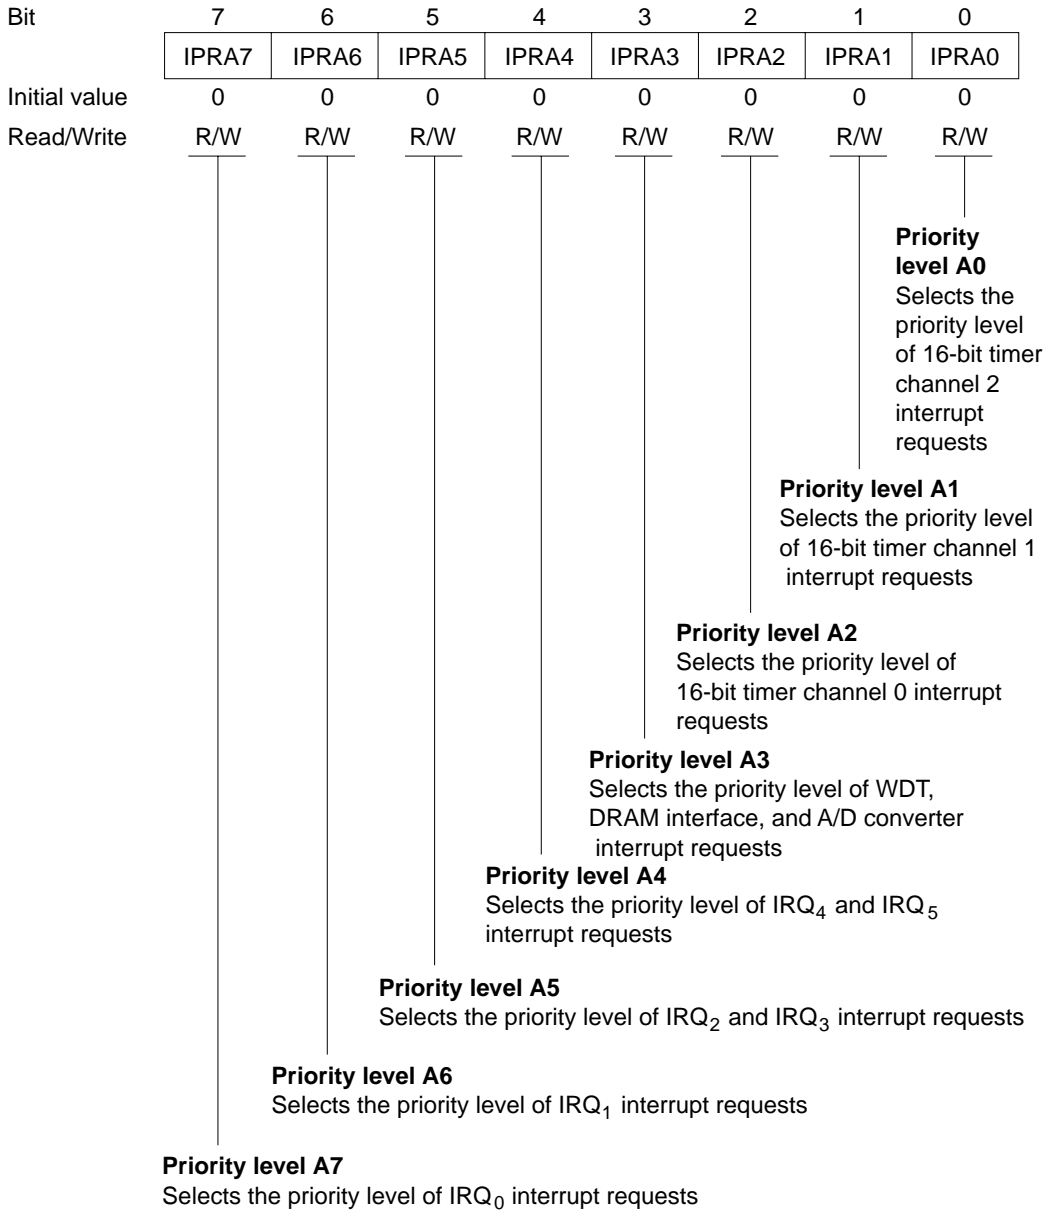 Bit 7 6 5 4 3 2 1 0
IPRA7 IPRA6 IPRA5 IPRA4 IPRA3 IPRA2 IPRA1 IPRA0
Initial value 0 0 0 0 0 0 0 0
Read/Write R/W R/W R/W R/W R/W R/W R/W R/W
Priority
level A0
Selects the
priority level
of 16-bit timer
channel 2
interrupt
requests
Priority level A1
Selects the priority level
of 16-bit timer channel 1
interrupt requests
Priority level A2
Selects the priority level of
16-bit timer channel 0 interrupt
requests
Priority level A3
Selects the priority level of WDT,
DRAM interface, and A/D converter
interrupt requests
Priority level A4
Selects the priority level of IRQ4 and IRQ5
interrupt requests
Priority level A5
Selects the priority level of IRQ2 and IRQ3 interrupt requests
Priority level A6
Selects the priority level of IRQ1 interrupt requests
Priority level A7
Selects the priority level of IRQ0 interrupt requests